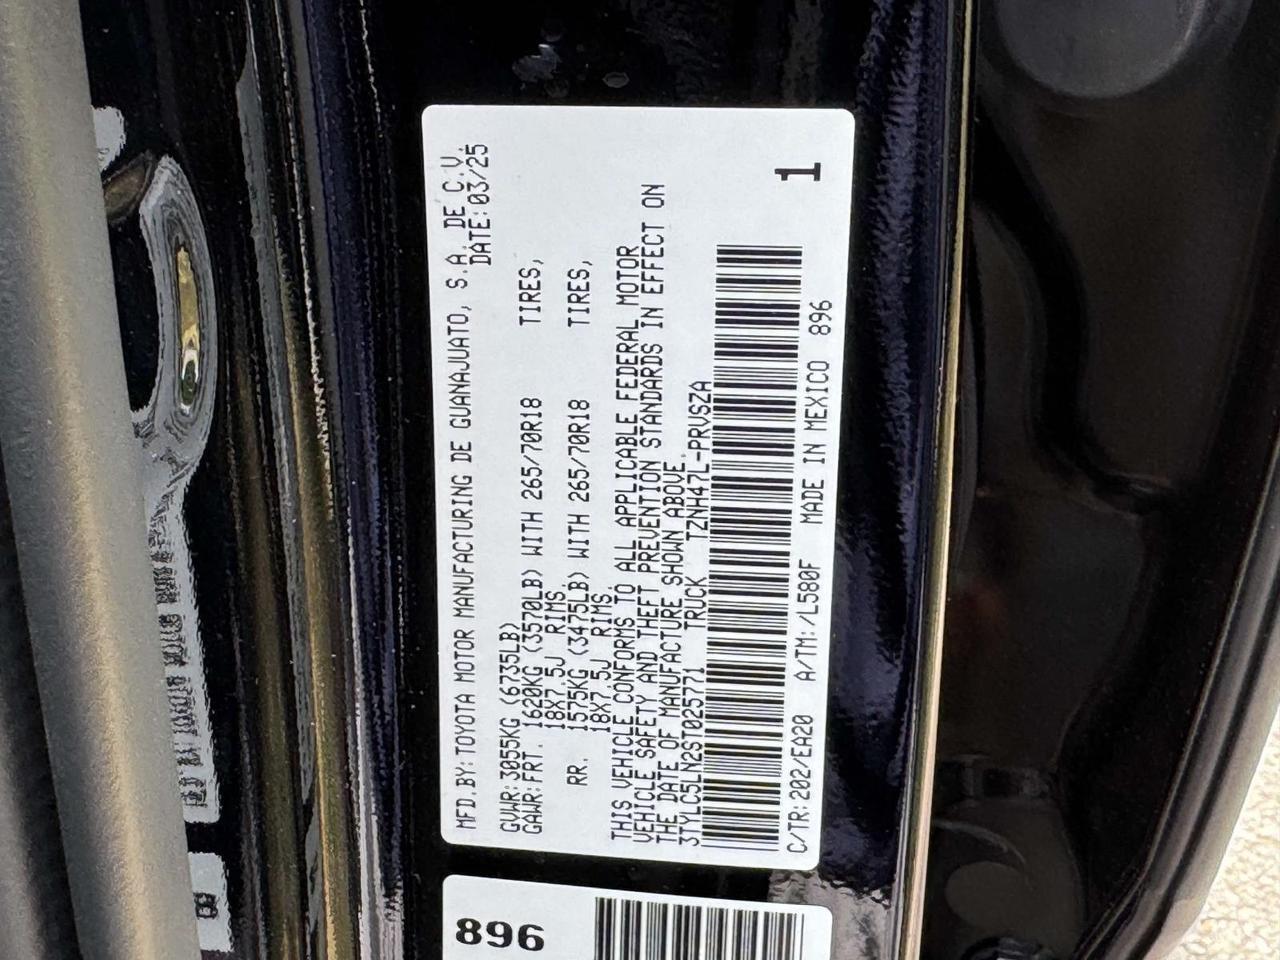 MFD.BY: TOYOTA MOTOR MANUFACTURING DE GUANAJUATO, S.A. DE C.V.
DATE: 03/25
GVWR: 3055KG (6735LB)
GAWR: FRT. 1620KG (3570LB) WITH 265/70R18 TIRES,
18X7.5J RIMS,
RR. 1575KG (3475LB) WITH 265/70R18 TIRES,
18X7.5J RIMS.
THIS VEHICLE CONFORMS TO ALL APPLICABLE FEDERAL MOTOR
VEHICLE SAFETY AND THEFT PREVENTION STANDARDS IN EFFECT ON
THE DATE OF MANUFACTURE SHOWN ABOVE.
3TYLC5LN2ST025771 TRUCK TZNH47L-PRVSZA
1
C/TR: 202/EA20 A/TM: /L580F MADE IN MEXICO 896
896